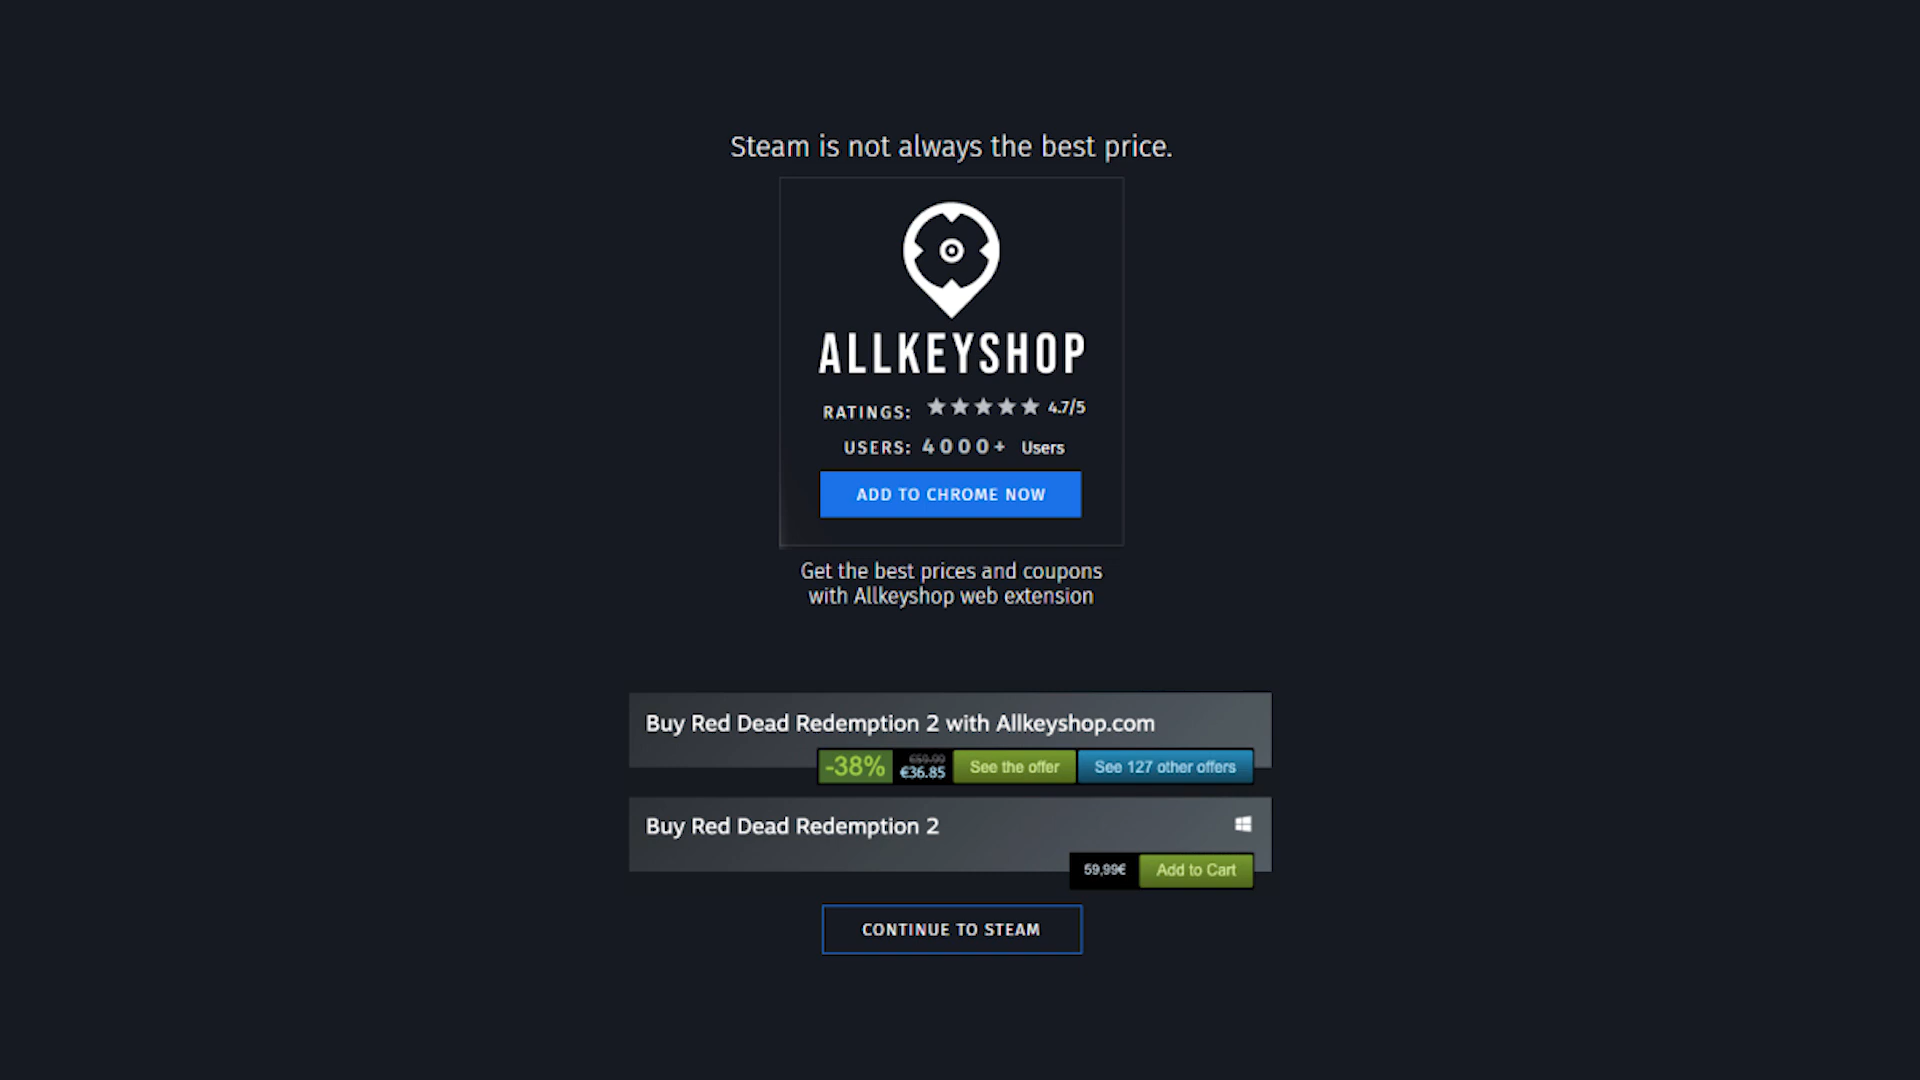 Steam is not always the best price.
ALLKEYSHOP
RATINGS: ★★★★★ 4.7/5
USERS: 4000+ Users
ADD TO CHROME NOW
Get the best prices and coupons
with Allkeyshop web extension
Buy Red Dead Redemption 2 with Allkeyshop.com
-38% €59.99 €36.85 See the offer See 127 other offers
Buy Red Dead Redemption 2
59,99€ Add to Cart
CONTINUE TO STEAM